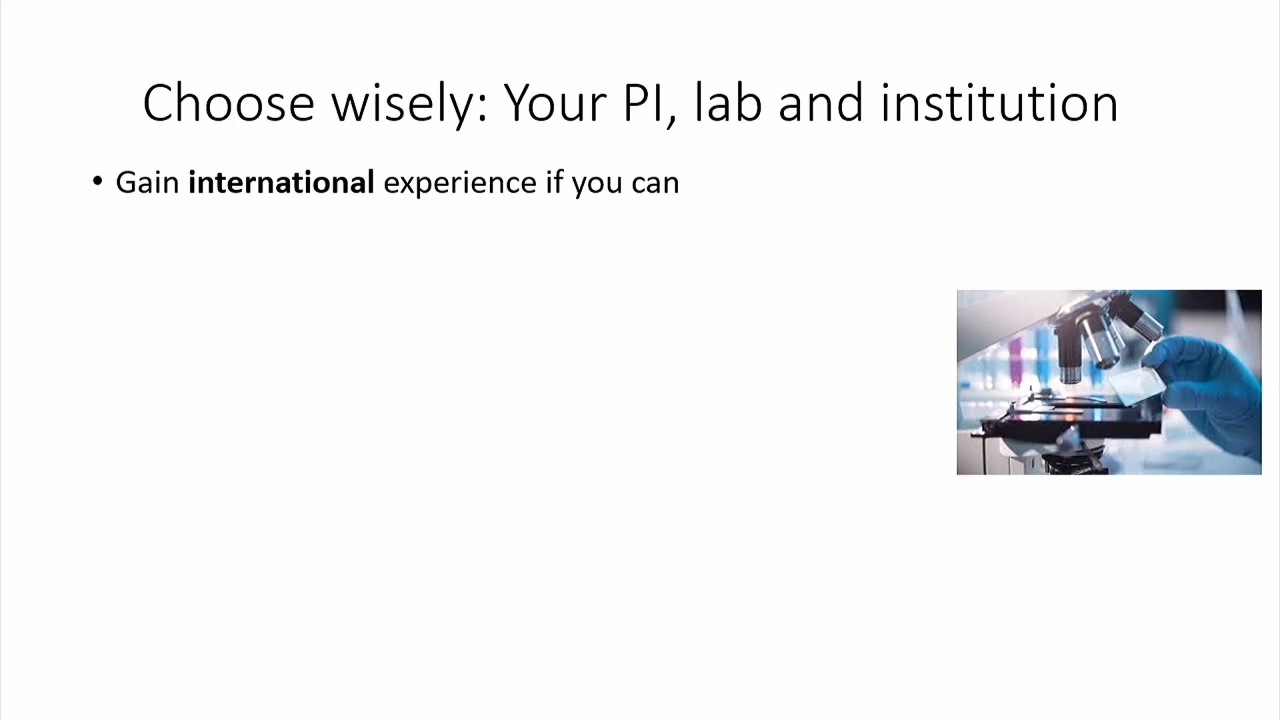 Choose wisely: Your PI, lab and institution
• Gain international experience if you can